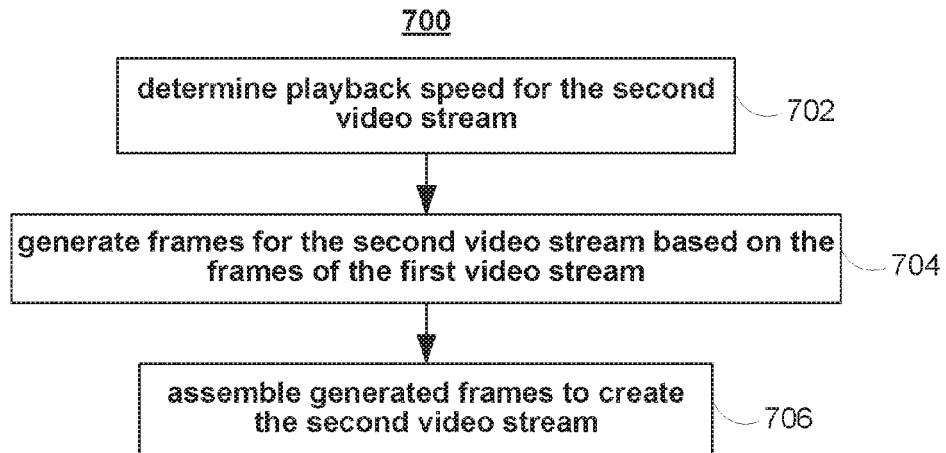 700
determine playback speed for the second
video stream
702
generate frames for the second video stream based on the
frames of the first video stream
704
assemble generated frames to create
the second video stream
706